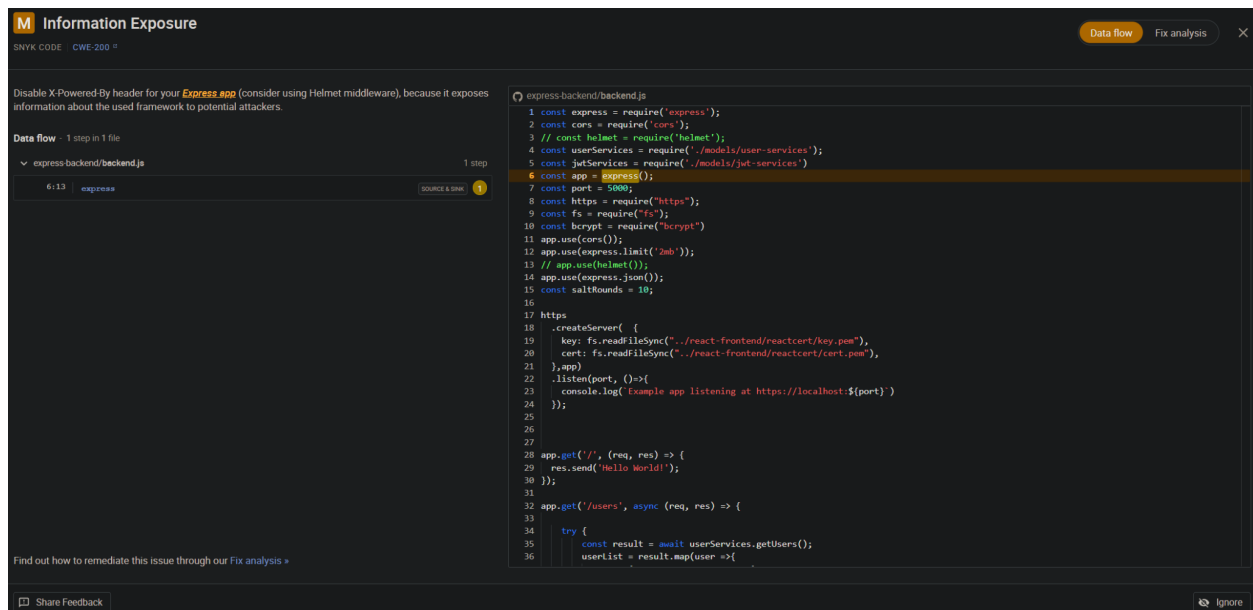 M Information Exposure
SNYK CODE CWE-200
Data flow Fix analysis
Disable X-Powered-By header for your Express app (consider using Helmet middleware), because it exposes
information about the used framework to potential attackers.
Data flow - 1 step in 1 file
express-backend/backend.js 1 step
6:13 express SOURCE & SINK 1
Find out how to remediate this issue through our Fix analysis »
express-backend/backend.js
1 const express = require('express');
2 const cors = require('cors');
3 // const helmet = require('helmet');
4 const userServices = require('./models/user-services');
5 const jwtServices = require('./models/jwt-services')
6 const app = express();
7 const port = 5000;
8 const https = require("https");
9 const fs = require("fs");
10 const bcrypt = require("bcrypt")
11 app.use(cors());
12 app.use(express.limit('2mb'));
13 // app.use(helmet());
14 app.use(express.json());
15 const saltRounds = 10;
16
17 https
18 .createServer( {
19 key: fs.readFileSync("../react-frontend/reactcert/key.pem"),
20 cert: fs.readFileSync("../react-frontend/reactcert/cert.pem"),
21 },app)
22 .listen(port, ()=>{
23 console.log(`Example app listening at https://localhost:${port}`)
24 });
25
26
27
28 app.get('/', (req, res) => {
29 res.send('Hello World!');
30 });
31
32 app.get('/users', async (req, res) => {
33
34 try {
35 const result = await userServices.getUsers();
36 userList = result.map(user =>{
Share Feedback
Ignore